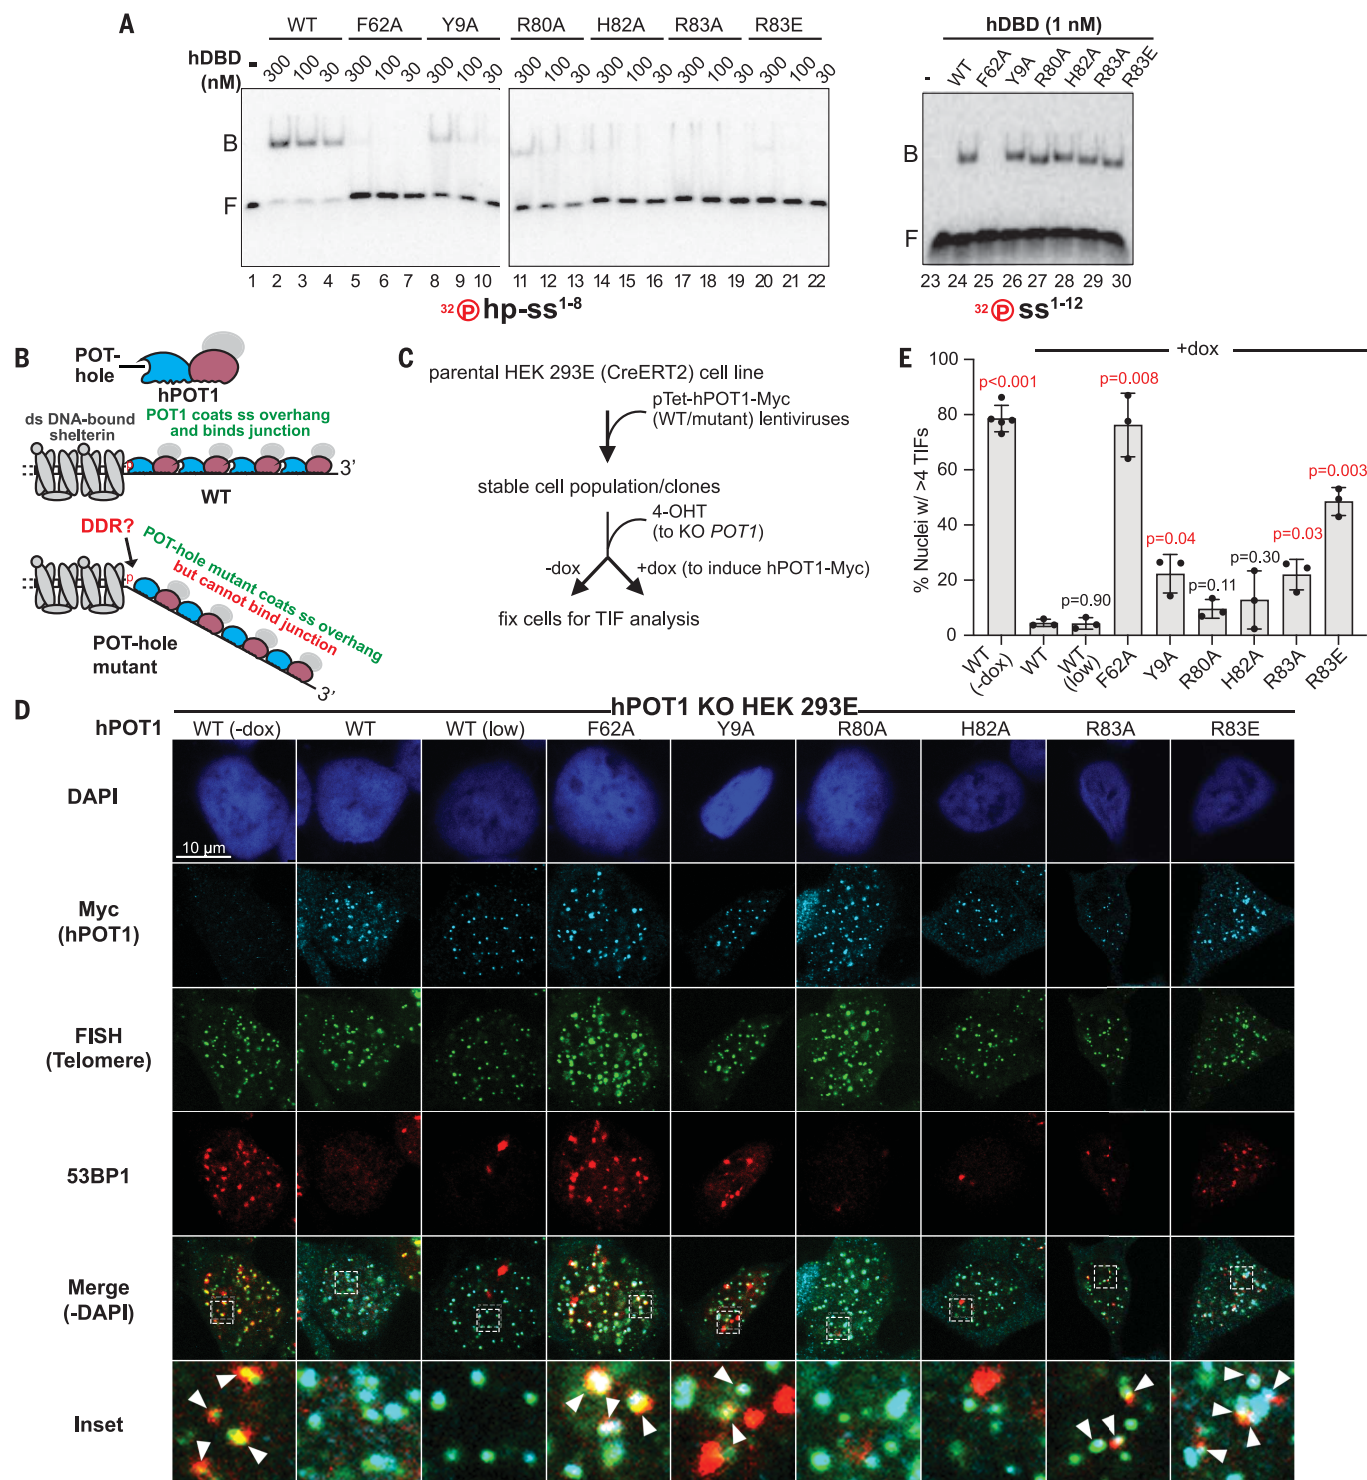 A
WT F62A Y9A R80A H82A R83A R83E
hDBD (nM) - 300 100 30 300 100 30 300 100 30 300 100 30 300 100 30 300 100 30 300 100 30
B
F
1 2 3 4 5 6 7 8 9 10 11 12 13 14 15 16 17 18 19 20 21 22
32 P hp-ss1-8
hDBD (1 nM)
- WT F62A Y9A R80A H82A R83A R83E
B
F
23 24 25 26 27 28 29 30
32 P ss1-12
B
POT-hole
hPOT1
ds DNA-bound shelterin
POT1 coats ss overhang and binds junction
P
3'
WT
DDR?
P
POT-hole mutant coats ss overhang
but cannot bind junction
POT-hole mutant
3'
C
parental HEK 293E (CreERT2) cell line
pTet-hPOT1-Myc
(WT/mutant) lentiviruses
stable cell population/clones
4-OHT
(to KO POT1)
-dox
+dox (to induce hPOT1-Myc)
fix cells for TIF analysis
E
+dox
% Nuclei w/ >4 TIFs
100
80
60
40
20
0
p<0.001
p=0.90
p=0.008
p=0.04
p=0.11
p=0.30
p=0.03
p=0.003
WT (-dox)
WT
WT (low)
F62A
Y9A
R80A
H82A
R83A
R83E
D
hPOT1 KO HEK 293E
hPOT1 WT (-dox) WT WT (low) F62A Y9A R80A H82A R83A R83E
DAPI
10 µm
Myc
(hPOT1)
FISH
(Telomere)
53BP1
Merge
(-DAPI)
Inset